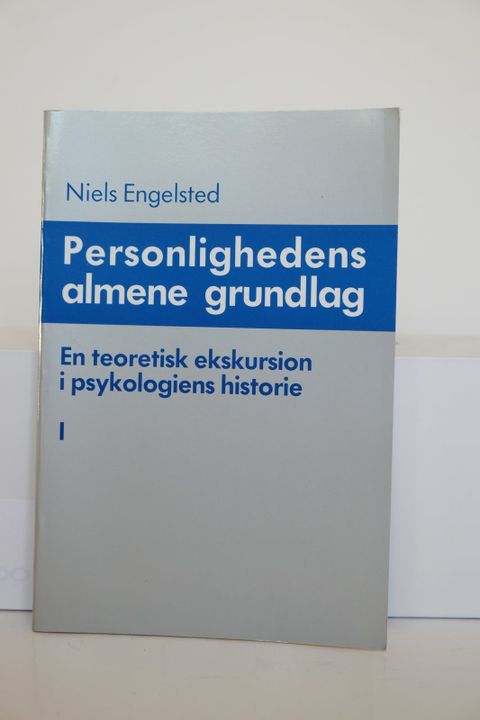 Niels Engelsted
Personlighedens
almene grundlag
En teoretisk ekskursion
i psykologiens historie
I